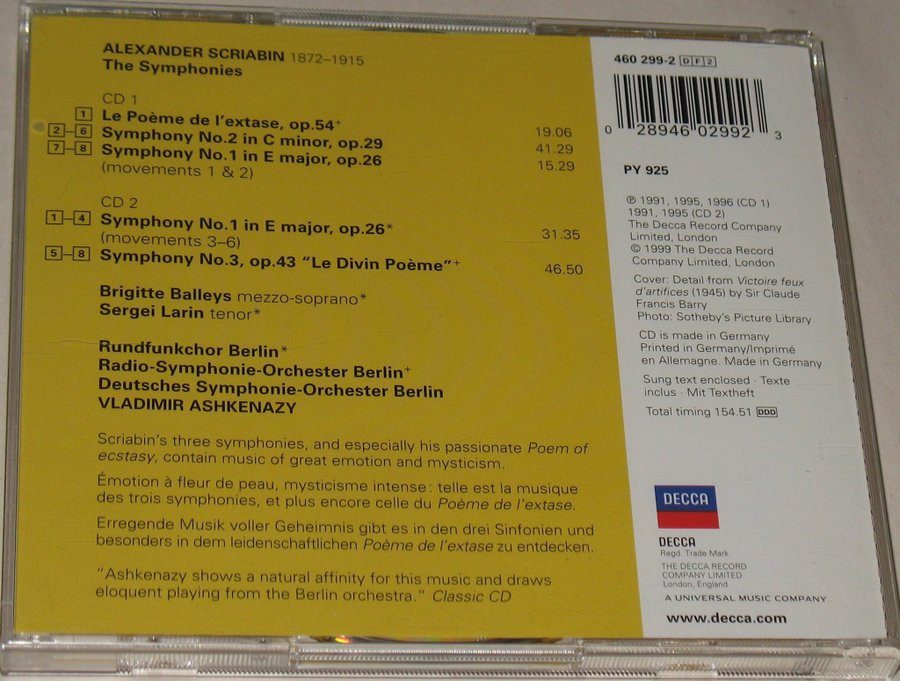 ALEXANDER SCRIABIN 1872–1915
The Symphonies
CD 1
1 Le Poème de l'extase, op.54+ 19.06
2–6 Symphony No.2 in C minor, op.29 41.29
7–8 Symphony No.1 in E major, op.26 15.29
(movements 1 & 2)
CD 2
1–4 Symphony No.1 in E major, op.26* 31.35
(movements 3–6)
5–8 Symphony No.3, op.43 "Le Divin Poème"+ 46.50
Brigitte Balleys mezzo-soprano*
Sergei Larin tenor*
Rundfunkchor Berlin*
Radio-Symphonie-Orchester Berlin+
Deutsches Symphonie-Orchester Berlin
VLADIMIR ASHKENAZY
Scriabin's three symphonies, and especially his passionate Poem of
ecstasy, contain music of great emotion and mysticism.
Émotion à fleur de peau, mysticisme intense : telle est la musique
des trois symphonies, et plus encore celle du Poème de l'extase.
Erregende Musik voller Geheimnis gibt es in den drei Sinfonien und
besonders in dem leidenschaftlichen Poème de l'extase zu entdecken.
"Ashkenazy shows a natural affinity for this music and draws
eloquent playing from the Berlin orchestra." Classic CD
460 299-2 DF2
0 28946 02992 3
PY 925
℗ 1991, 1995, 1996 (CD 1)
1991, 1995 (CD 2)
The Decca Record Company
Limited, London
© 1999 The Decca Record
Company Limited, London
Cover: Detail from Victoire feux
d'artifices (1945) by Sir Claude
Francis Barry
Photo: Sotheby's Picture Library
CD is made in Germany
Printed in Germany/Imprimé
en Allemagne. Made in Germany
Sung text enclosed · Texte
inclus · Mit Textheft
Total timing 154.51 DDD
DECCA
DECCA
Regd. Trade Mark
THE DECCA RECORD
COMPANY LIMITED
London, England
A UNIVERSAL MUSIC COMPANY
www.decca.com